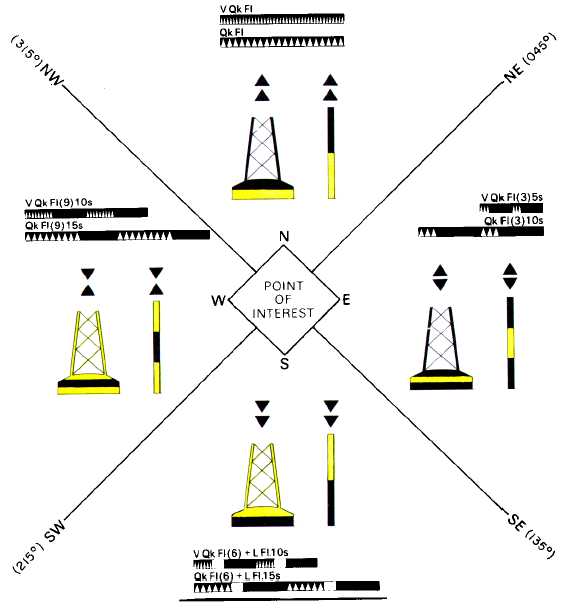 V Qk Fl
Qk Fl
(315°) NW
NE (045°)
V Qk Fl(9)10s
Qk Fl(9)15s
V Qk Fl(3)5s
Qk Fl(3)10s
N
W
POINT
OF
INTEREST
E
S
(215°) SW
SE (135°)
V Qk Fl(6) + L Fl.10s
Qk Fl(6) + L Fl.15s